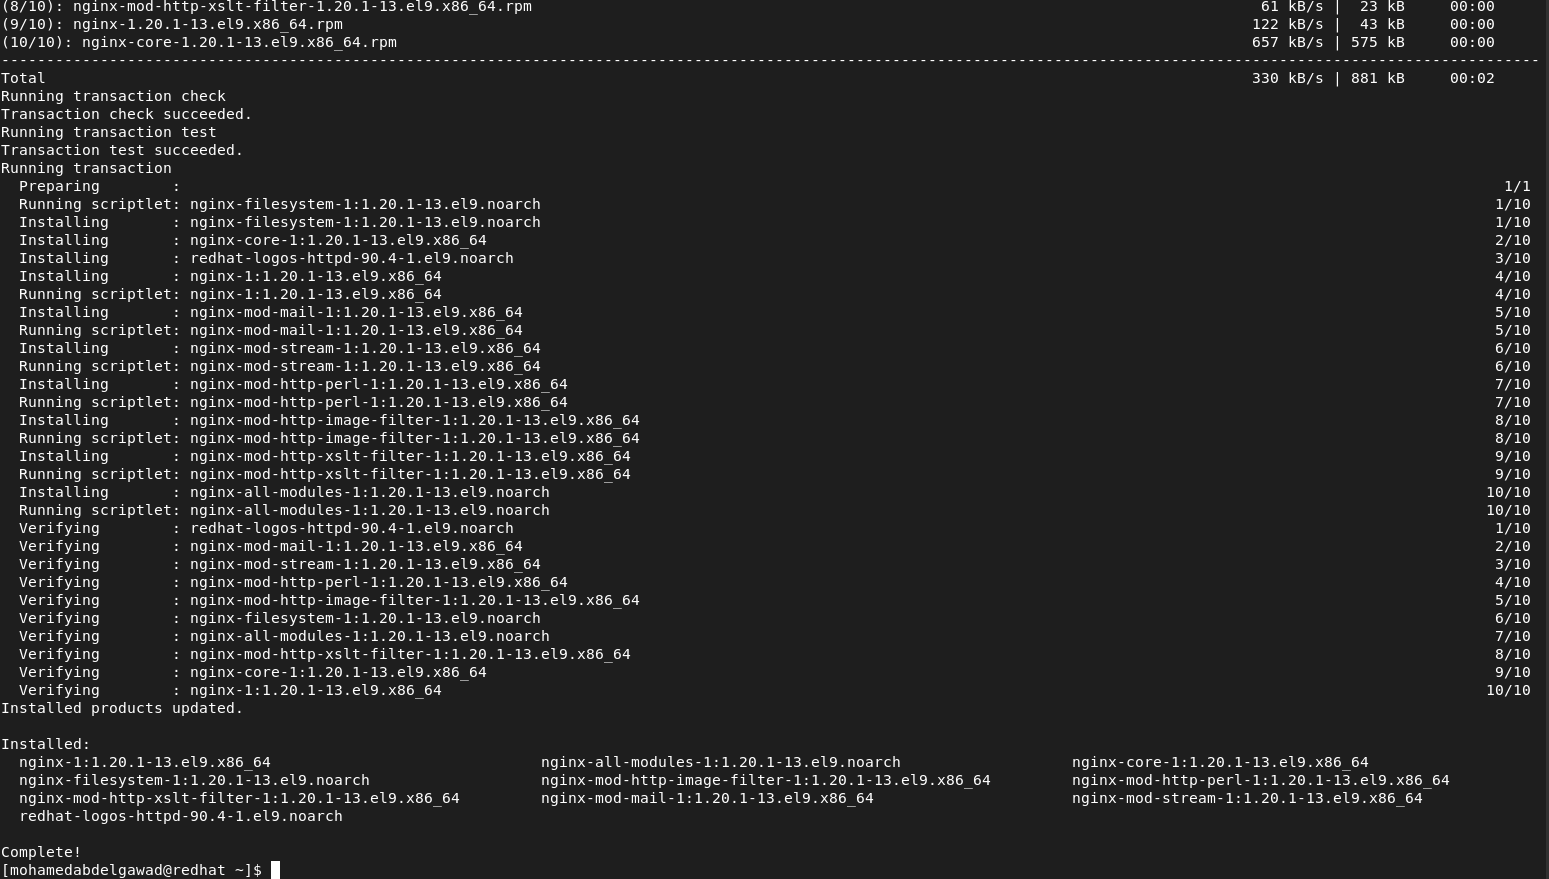 (8/10): nginx-mod-http-xslt-filter-1.20.1-13.el9.x86_64.rpm 61 kB/s | 23 kB 00:00
(9/10): nginx-1.20.1-13.el9.x86_64.rpm 122 kB/s | 43 kB 00:00
(10/10): nginx-core-1.20.1-13.el9.x86_64.rpm 657 kB/s | 575 kB 00:00
--------------------------------------------------------------------------------------------------------------------------------------------------------------------------
Total 330 kB/s | 881 kB 00:02
Running transaction check
Transaction check succeeded.
Running transaction test
Transaction test succeeded.
Running transaction
  Preparing        : 1/1
  Running scriptlet: nginx-filesystem-1:1.20.1-13.el9.noarch 1/10
  Installing       : nginx-filesystem-1:1.20.1-13.el9.noarch 1/10
  Installing       : nginx-core-1:1.20.1-13.el9.x86_64 2/10
  Installing       : redhat-logos-httpd-90.4-1.el9.noarch 3/10
  Installing       : nginx-1:1.20.1-13.el9.x86_64 4/10
  Running scriptlet: nginx-1:1.20.1-13.el9.x86_64 4/10
  Installing       : nginx-mod-mail-1:1.20.1-13.el9.x86_64 5/10
  Running scriptlet: nginx-mod-mail-1:1.20.1-13.el9.x86_64 5/10
  Installing       : nginx-mod-stream-1:1.20.1-13.el9.x86_64 6/10
  Running scriptlet: nginx-mod-stream-1:1.20.1-13.el9.x86_64 6/10
  Installing       : nginx-mod-http-perl-1:1.20.1-13.el9.x86_64 7/10
  Running scriptlet: nginx-mod-http-perl-1:1.20.1-13.el9.x86_64 7/10
  Installing       : nginx-mod-http-image-filter-1:1.20.1-13.el9.x86_64 8/10
  Running scriptlet: nginx-mod-http-image-filter-1:1.20.1-13.el9.x86_64 8/10
  Installing       : nginx-mod-http-xslt-filter-1:1.20.1-13.el9.x86_64 9/10
  Running scriptlet: nginx-mod-http-xslt-filter-1:1.20.1-13.el9.x86_64 9/10
  Installing       : nginx-all-modules-1:1.20.1-13.el9.noarch 10/10
  Running scriptlet: nginx-all-modules-1:1.20.1-13.el9.noarch 10/10
  Verifying        : redhat-logos-httpd-90.4-1.el9.noarch 1/10
  Verifying        : nginx-mod-mail-1:1.20.1-13.el9.x86_64 2/10
  Verifying        : nginx-mod-stream-1:1.20.1-13.el9.x86_64 3/10
  Verifying        : nginx-mod-http-perl-1:1.20.1-13.el9.x86_64 4/10
  Verifying        : nginx-mod-http-image-filter-1:1.20.1-13.el9.x86_64 5/10
  Verifying        : nginx-filesystem-1:1.20.1-13.el9.noarch 6/10
  Verifying        : nginx-all-modules-1:1.20.1-13.el9.noarch 7/10
  Verifying        : nginx-mod-http-xslt-filter-1:1.20.1-13.el9.x86_64 8/10
  Verifying        : nginx-core-1:1.20.1-13.el9.x86_64 9/10
  Verifying        : nginx-1:1.20.1-13.el9.x86_64 10/10
Installed products updated.

Installed:
  nginx-1:1.20.1-13.el9.x86_64 nginx-all-modules-1:1.20.1-13.el9.noarch nginx-core-1:1.20.1-13.el9.x86_64
  nginx-filesystem-1:1.20.1-13.el9.noarch nginx-mod-http-image-filter-1:1.20.1-13.el9.x86_64 nginx-mod-http-perl-1:1.20.1-13.el9.x86_64
  nginx-mod-http-xslt-filter-1:1.20.1-13.el9.x86_64 nginx-mod-mail-1:1.20.1-13.el9.x86_64 nginx-mod-stream-1:1.20.1-13.el9.x86_64
  redhat-logos-httpd-90.4-1.el9.noarch

Complete!
[mohamedabdelgawad@redhat ~]$